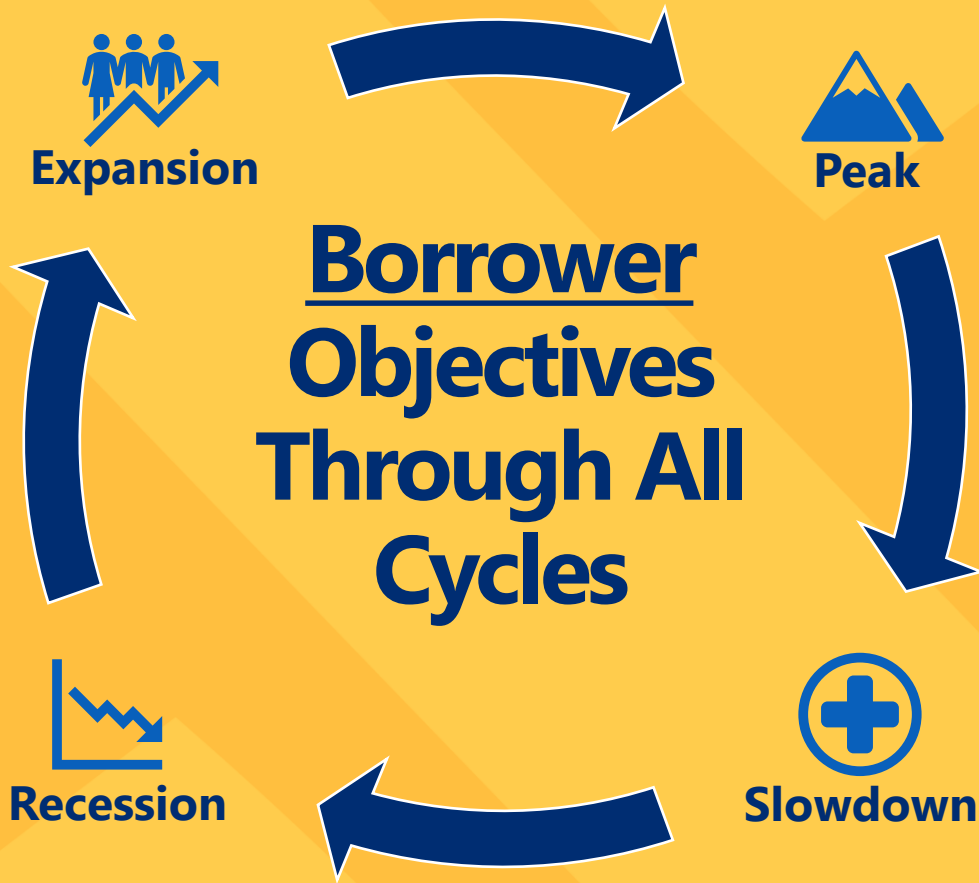 Expansion
Peak
Borrower
Objectives
Through All
Cycles
Recession
Slowdown